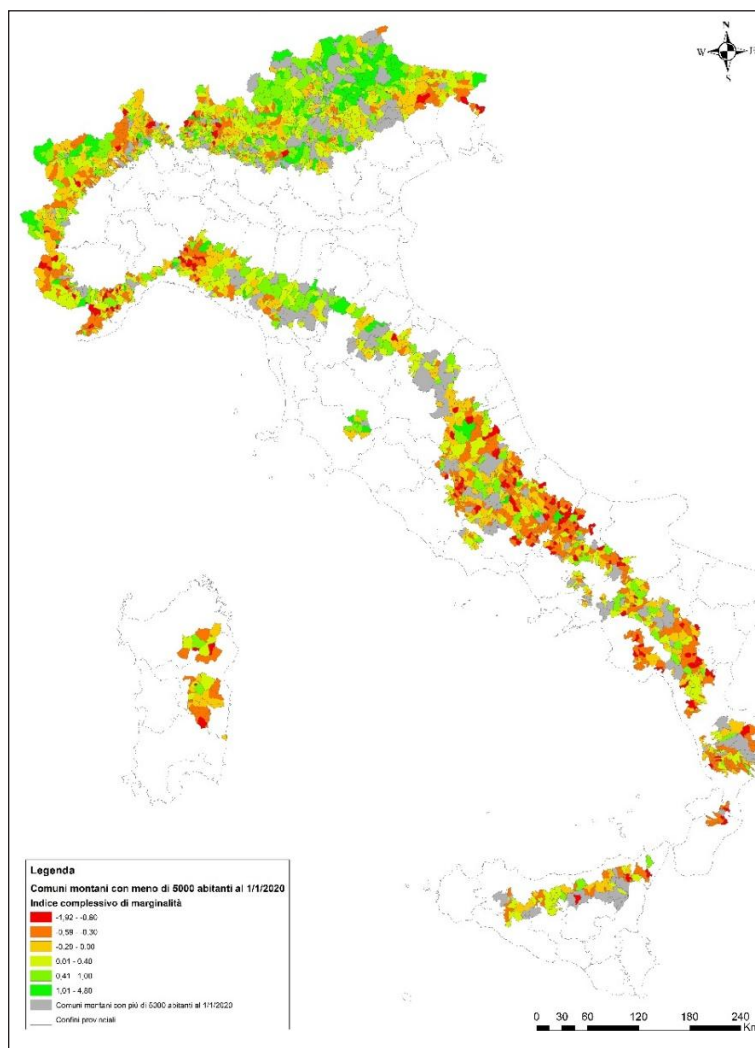 N
W E
S
Legenda
Comuni montani con meno di 5000 abitanti al 1/1/2020
Indice complessivo di marginalità
-1,92 - -0,60
-0,59 - -0,30
-0,29 - 0,00
0,01 - 0,40
0,41 - 1,00
1,01 - 4,80
Comuni montani con più di 5000 abitanti al 1/1/2020
Confini provinciali
0 15 30 60 120 180 240
Km